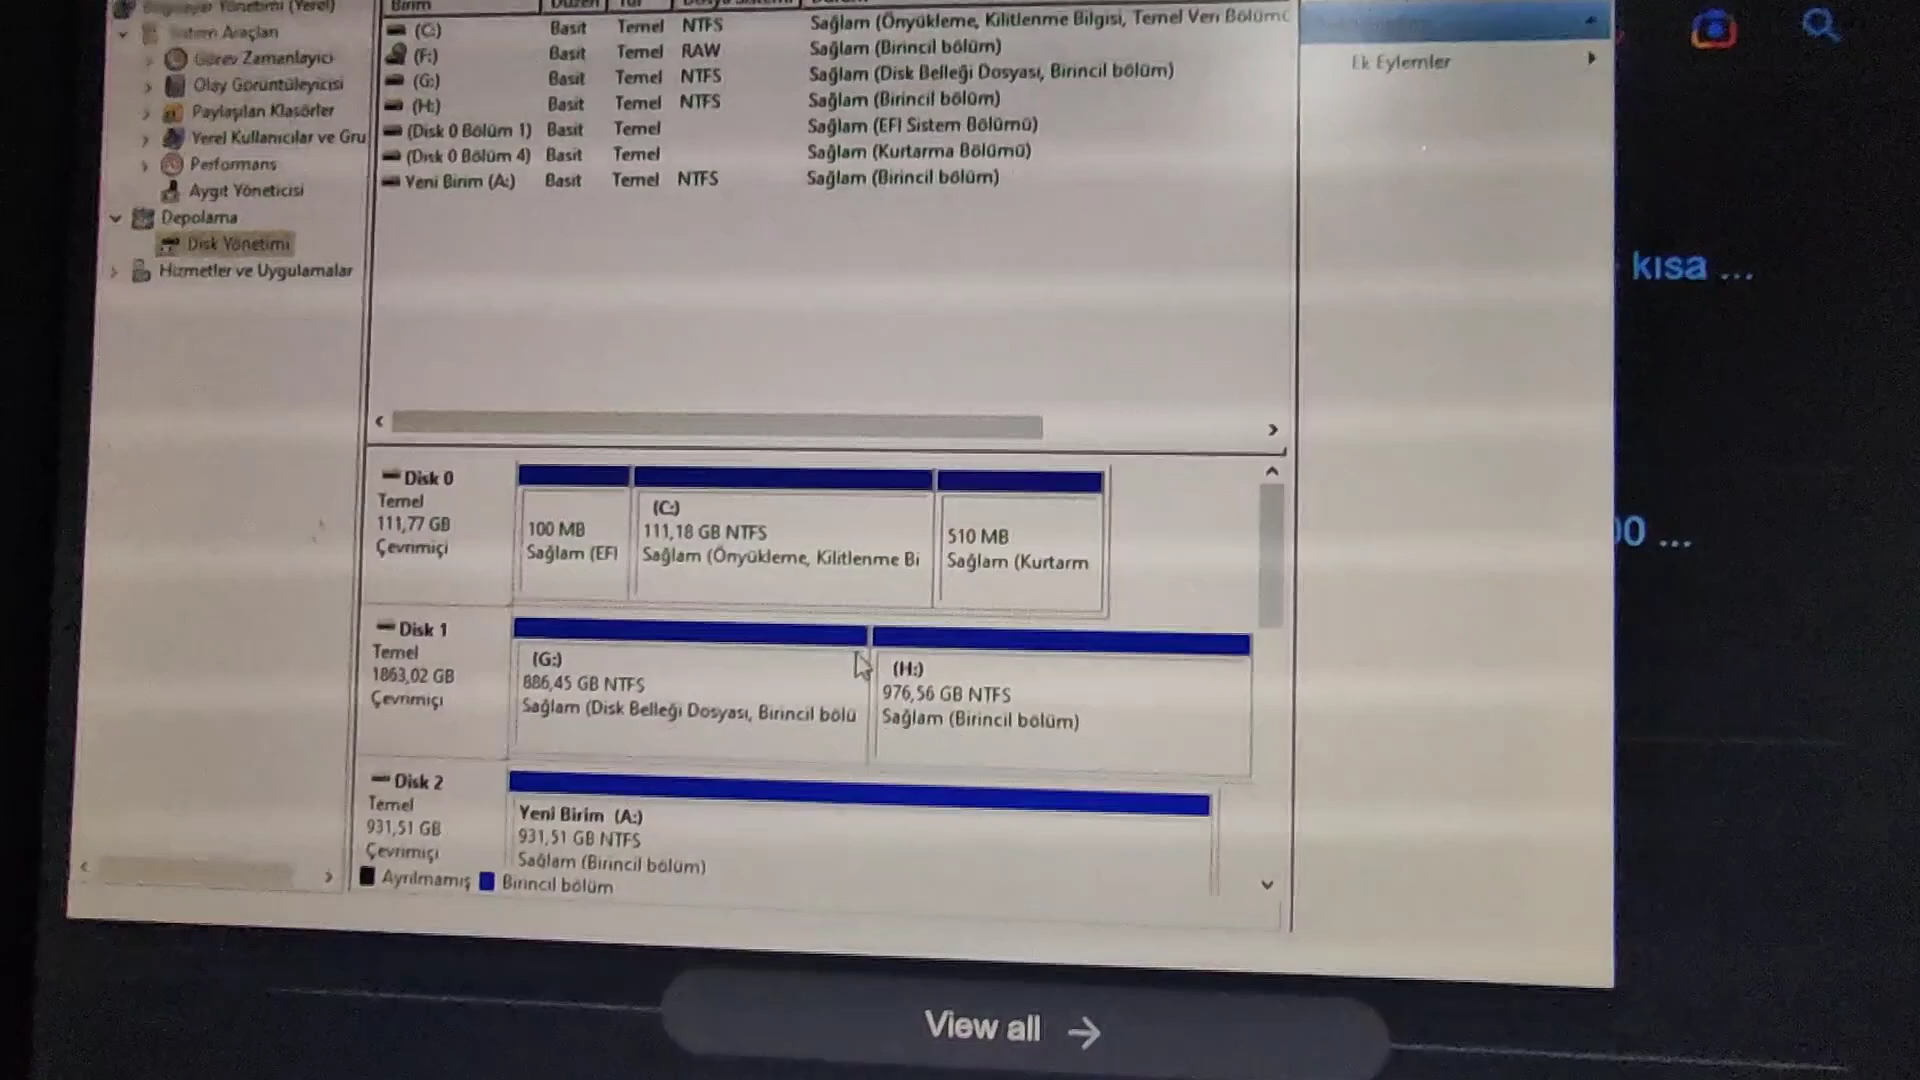 Bilgisayar Yönetimi (Yerel)
Sistem Araçları
Görev Zamanlayıcı
Olay Görüntüleyicisi
Paylaşılan Klasörler
Yerel Kullanıcılar ve Gru
Performans
Aygıt Yöneticisi
Depolama
Disk Yönetimi
Hizmetler ve Uygulamalar
Birim Düzen Tür
(C:) Basit Temel NTFS Sağlam (Önyükleme, Kilitlenme Bilgisi, Temel Veri Bölümü
(F:) Basit Temel RAW Sağlam (Birincil bölüm)
(G:) Basit Temel NTFS Sağlam (Disk Belleği Dosyası, Birincil bölüm)
(H:) Basit Temel NTFS Sağlam (Birincil bölüm)
(Disk 0 Bölüm 1) Basit Temel Sağlam (EFI Sistem Bölümü)
(Disk 0 Bölüm 4) Basit Temel Sağlam (Kurtarma Bölümü)
Yeni Birim (A:) Basit Temel NTFS Sağlam (Birincil bölüm)
Ek Eylemler
kısa ...
00 ...
Disk 0
Temel
111,77 GB
Çevrimiçi
100 MB
Sağlam (EFI
(C:)
111,18 GB NTFS
Sağlam (Önyükleme, Kilitlenme Bi
510 MB
Sağlam (Kurtarm
Disk 1
Temel
1863,02 GB
Çevrimiçi
(G:)
886,45 GB NTFS
Sağlam (Disk Belleği Dosyası, Birincil bölü
(H:)
976,56 GB NTFS
Sağlam (Birincil bölüm)
Disk 2
Temel
931,51 GB
Çevrimiçi
Yeni Birim (A:)
931,51 GB NTFS
Sağlam (Birincil bölüm)
Ayrılmamış Birincil bölüm
View all →